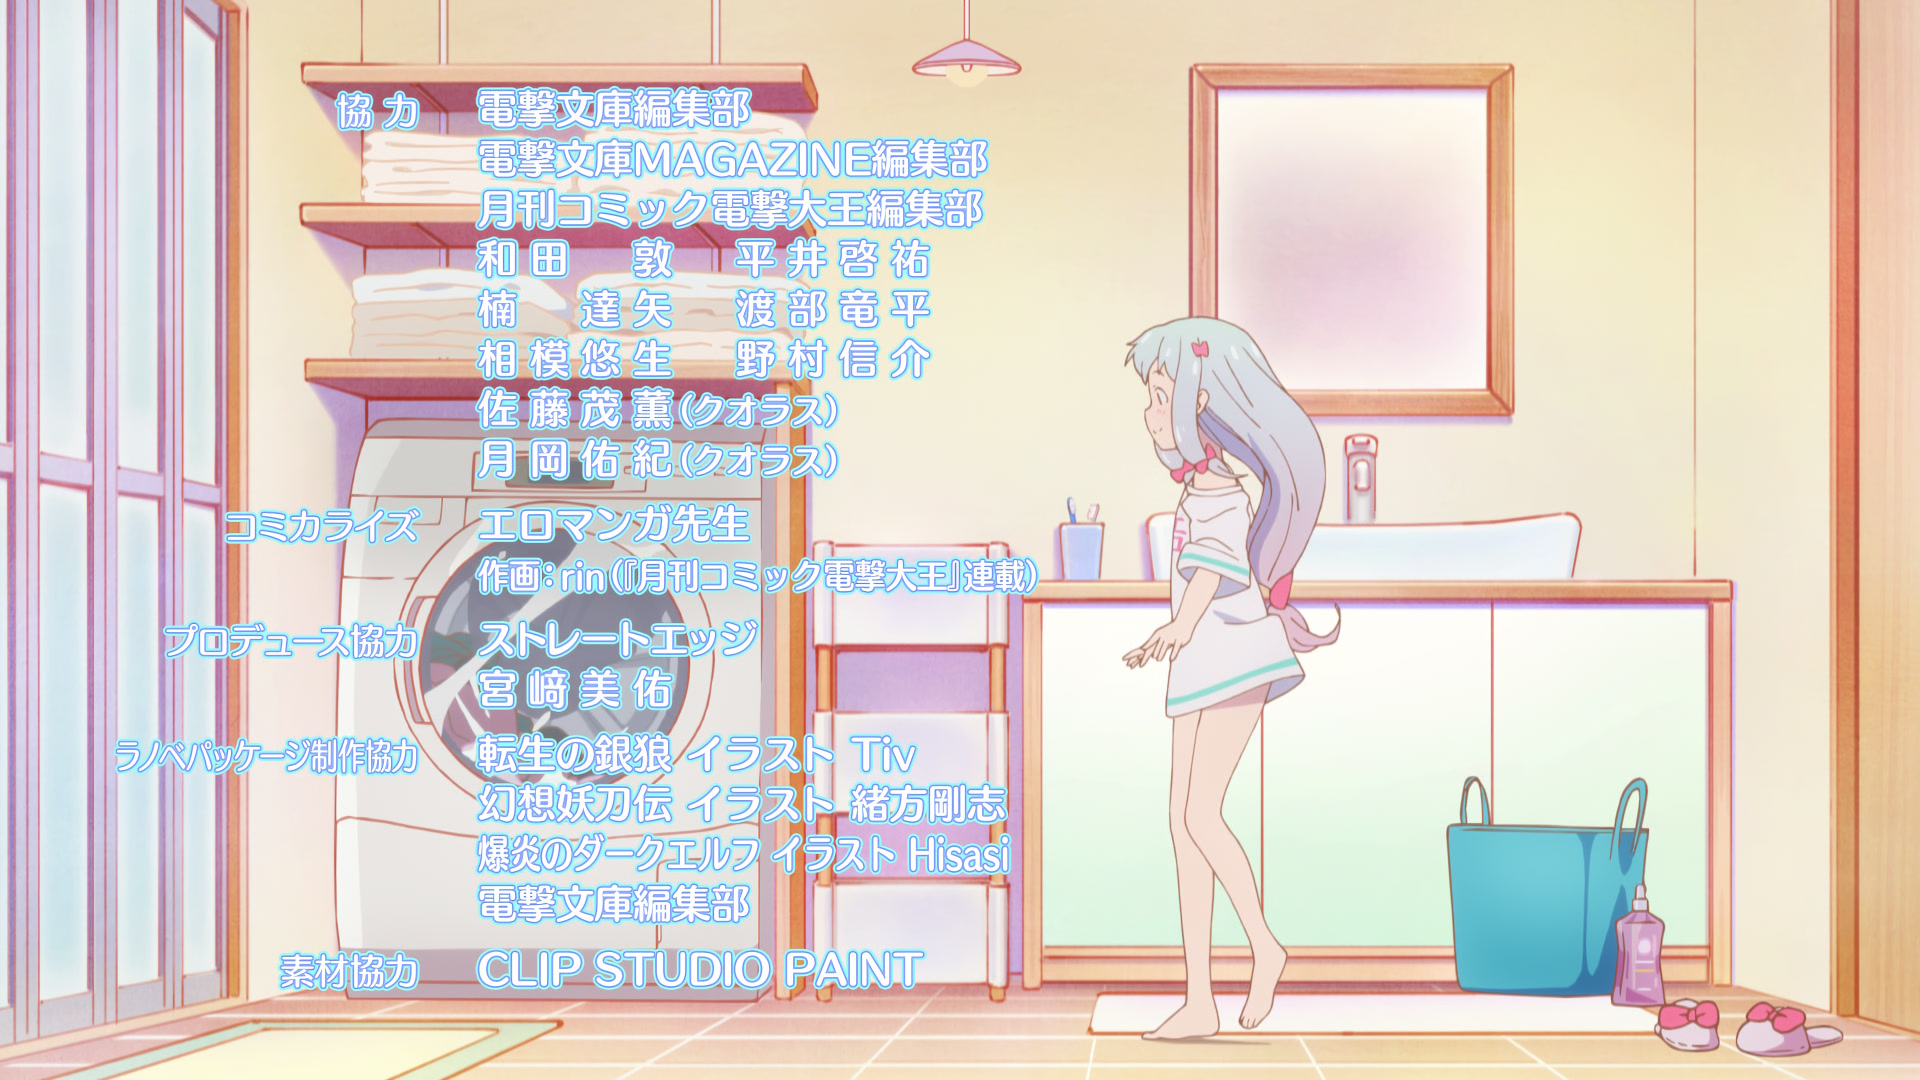 協力 電撃文庫編集部
電撃文庫MAGAZINE編集部
月刊コミック電撃大王編集部
和田 敦 平井啓祐
楠 達矢 渡部竜平
相模悠生 野村信介
佐藤茂薫(クオラス)
月岡佑紀(クオラス)
コミカライズ エロマンガ先生
作画:rin(『月刊コミック電撃大王』連載)
プロデュース協力 ストレートエッジ
宮﨑美佑
ラノベパッケージ制作協力 転生の銀狼 イラスト Tiv
幻想妖刀伝 イラスト 緒方剛志
爆炎のダークエルフ イラスト Hisasi
電撃文庫編集部
素材協力 CLIP STUDIO PAINT